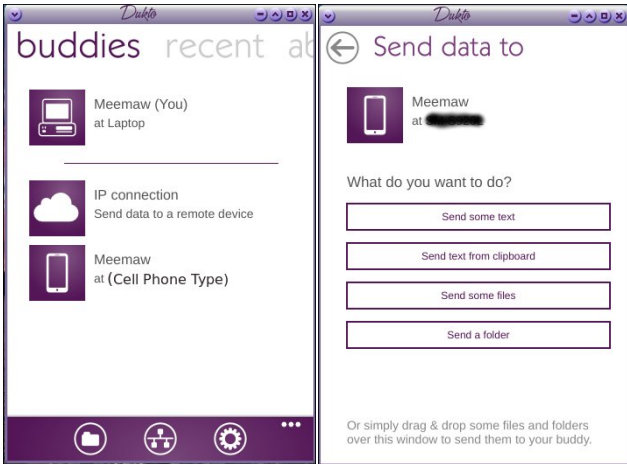 Dukto
buddies recent ab
Meemaw (You)
at Laptop
IP connection
Send data to a remote device
Meemaw
at (Cell Phone Type)
Dukto
Send data to
Meemaw
at
What do you want to do?
Send some text
Send text from clipboard
Send some files
Send a folder
Or simply drag & drop some files and folders
over this window to send them to your buddy.